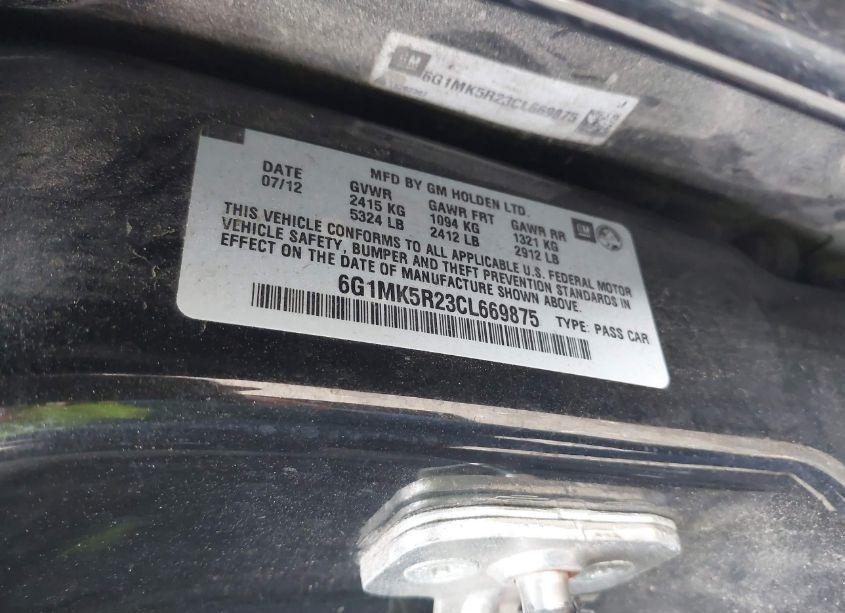 GM
6G1MK5R23CL669875
DATE
07/12
MFD BY GM HOLDEN LTD.
GVWR GAWR FRT GAWR RR
2415 KG 1094 KG 1321 KG
5324 LB 2412 LB 2912 LB
GM
THIS VEHICLE CONFORMS TO ALL APPLICABLE U.S. FEDERAL MOTOR
VEHICLE SAFETY, BUMPER AND THEFT PREVENTION STANDARDS IN
EFFECT ON THE DATE OF MANUFACTURE SHOWN ABOVE.
6G1MK5R23CL669875 TYPE: PASS CAR